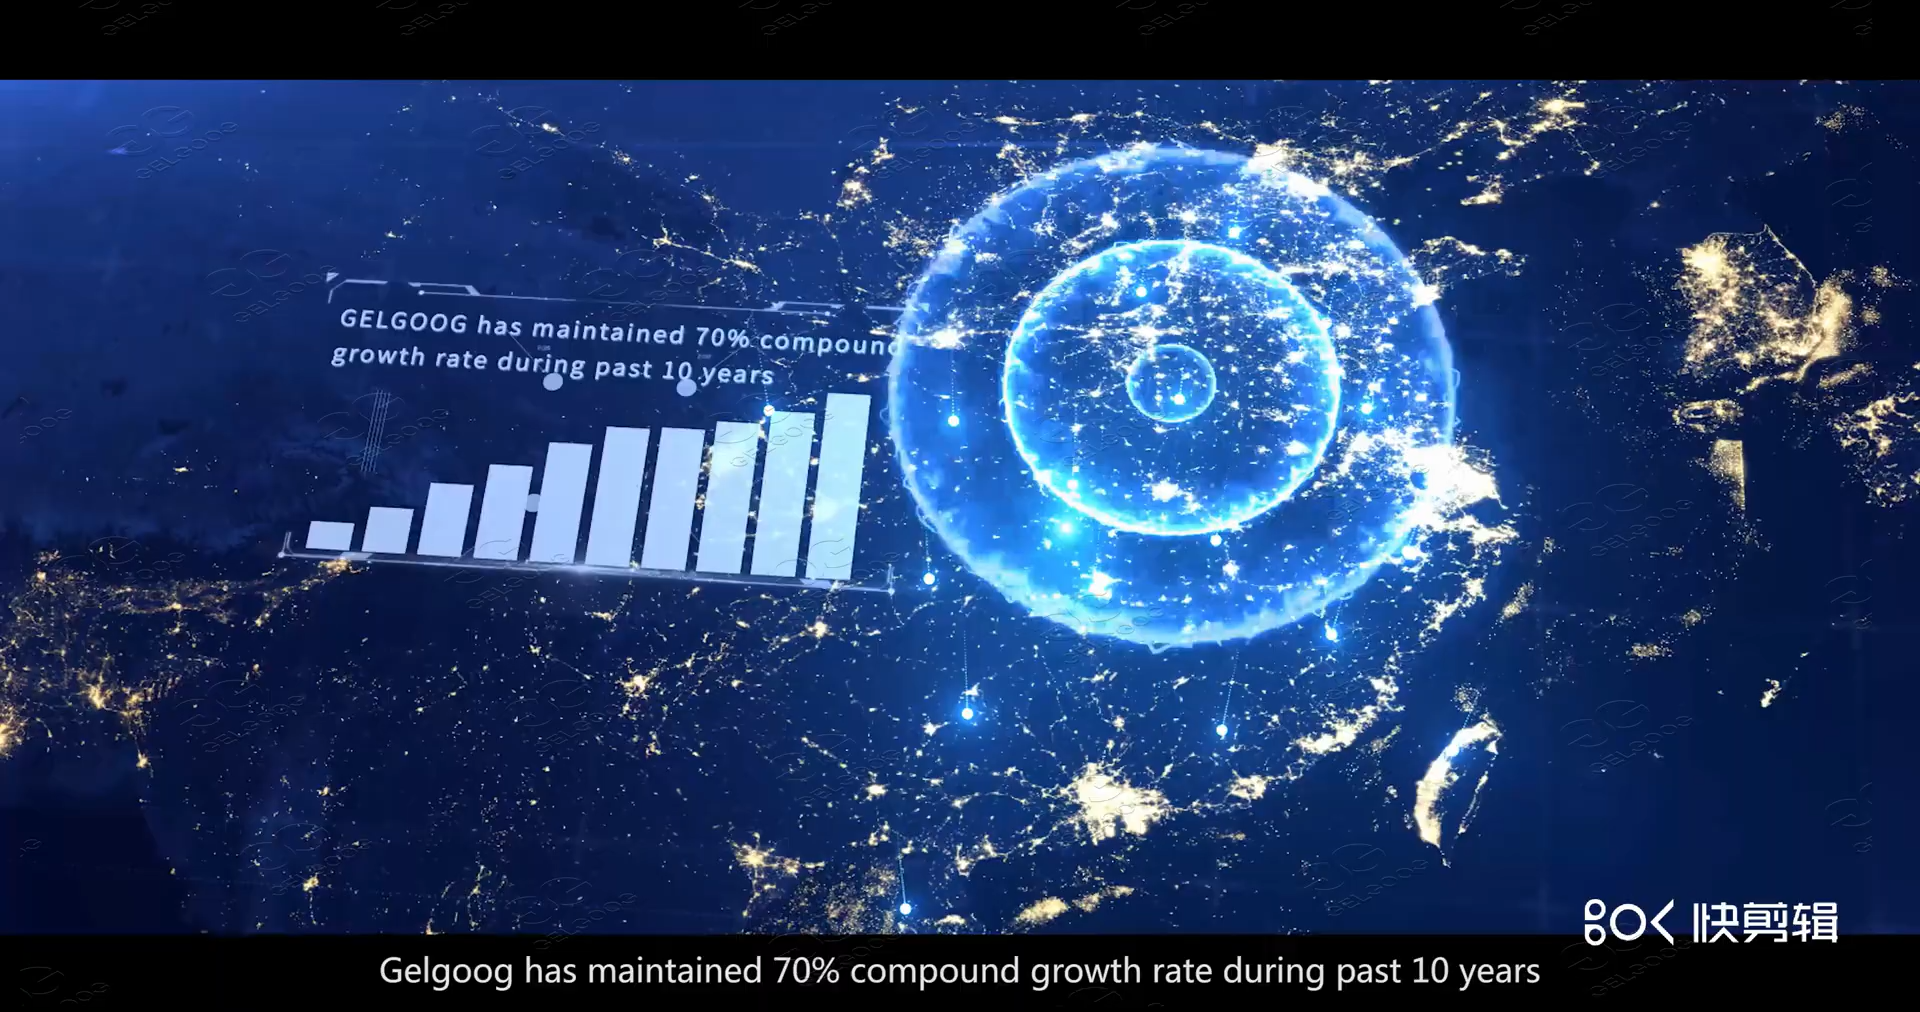 GELGOOG has maintained 70% compound
growth rate during past 10 years
快剪辑
Gelgoog has maintained 70% compound growth rate during past 10 years
GELGOOG